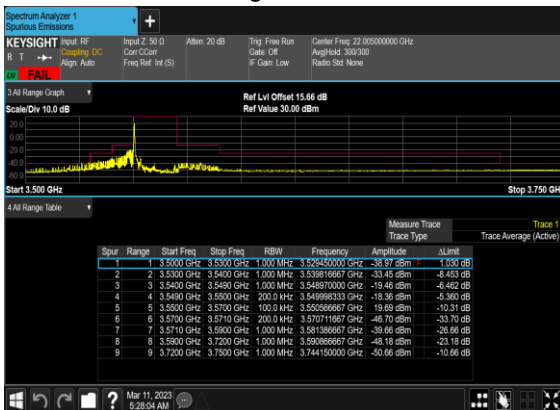 Spectrum Analyzer 1
Spurious Emissions
KEYSIGHT Input: RF Input Z: 50 Ω Atten: 20 dB Trig: Free Run Center Freq: 22.005000000 GHz
R T Coupling: DC Corr CCorr Gate: Off Avg|Hold: 300/300
Align: Auto Freq Ref: Int (S) IF Gain: Low Radio Std: None
LV FAIL
3 All Range Graph Ref Lvl Offset 15.66 dB
Scale/Div 10.0 dB Ref Value 30.00 dBm
20.0
0.00
-20.0
-40.0
-60.0
Start 3.500 GHz Stop 3.750 GH
4 All Range Table
Measure Trace Trace 1
Trace Type Trace Average (Active)
Spur Range Start Freq Stop Freq RBW Frequency Amplitude ΔLimit
1 1 3.5000 GHz 3.5300 GHz 1.000 MHz 3.529450000 GHz -38.97 dBm F 1.030 dB
2 2 3.5300 GHz 3.5400 GHz 1.000 MHz 3.539816667 GHz -33.45 dBm -8.453 dB
3 3 3.5400 GHz 3.5490 GHz 1.000 MHz 3.548970000 GHz -19.46 dBm -6.462 dB
4 4 3.5490 GHz 3.5500 GHz 200.0 kHz 3.549998333 GHz -18.36 dBm -5.360 dB
5 5 3.5500 GHz 3.5700 GHz 100.0 kHz 3.550566667 GHz 19.69 dBm -10.31 dB
6 6 3.5700 GHz 3.5710 GHz 200.0 kHz 3.570711667 GHz -46.70 dBm -33.70 dB
7 7 3.5710 GHz 3.5900 GHz 1.000 MHz 3.581386667 GHz -39.66 dBm -26.66 dB
8 8 3.5900 GHz 3.7200 GHz 1.000 MHz 3.590866667 GHz -48.18 dBm -23.18 dB
9 9 3.7200 GHz 3.7500 GHz 1.000 MHz 3.744150000 GHz -50.66 dBm -10.66 dB
? Mar 11, 2023
5:28:04 AM